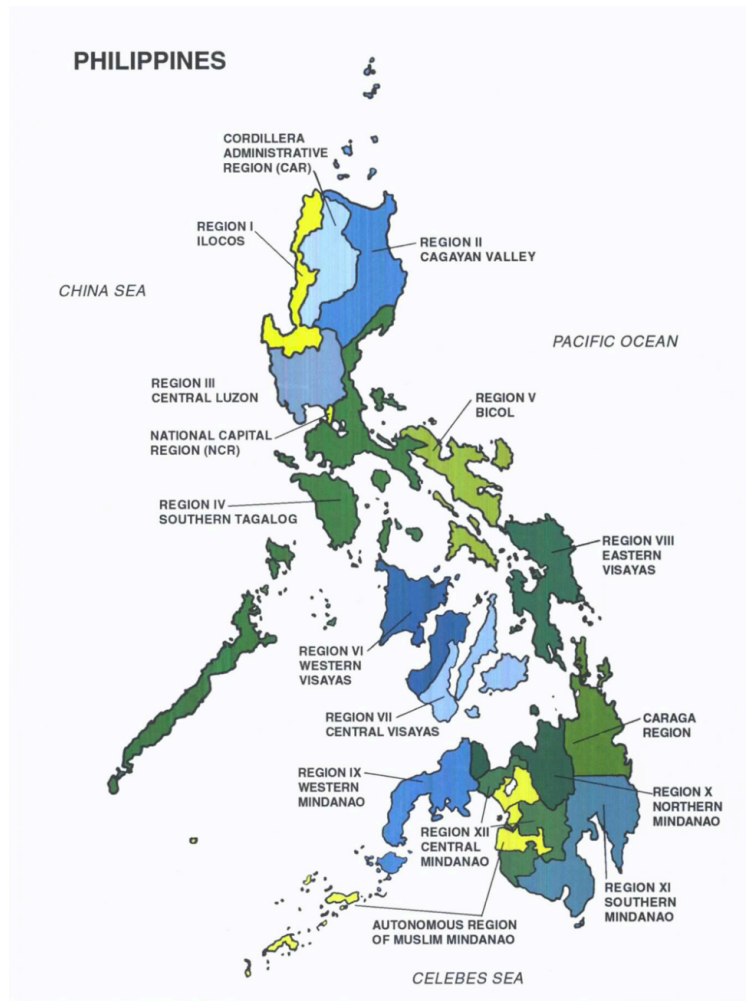 PHILIPPINES
CORDILLERA
ADMINISTRATIVE
REGION (CAR)
REGION I
ILOCOS
REGION II
CAGAYAN VALLEY
CHINA SEA
PACIFIC OCEAN
REGION III
CENTRAL LUZON
REGION V
BICOL
NATIONAL CAPITAL
REGION (NCR)
REGION IV
SOUTHERN TAGALOG
REGION VIII
EASTERN
VISAYAS
REGION VI
WESTERN
VISAYAS
REGION VII
CENTRAL VISAYAS
CARAGA
REGION
REGION IX
WESTERN
MINDANAO
REGION X
NORTHERN
MINDANAO
REGION XII
CENTRAL
MINDANAO
REGION XI
SOUTHERN
MINDANAO
AUTONOMOUS REGION
OF MUSLIM MINDANAO
CELEBES SEA